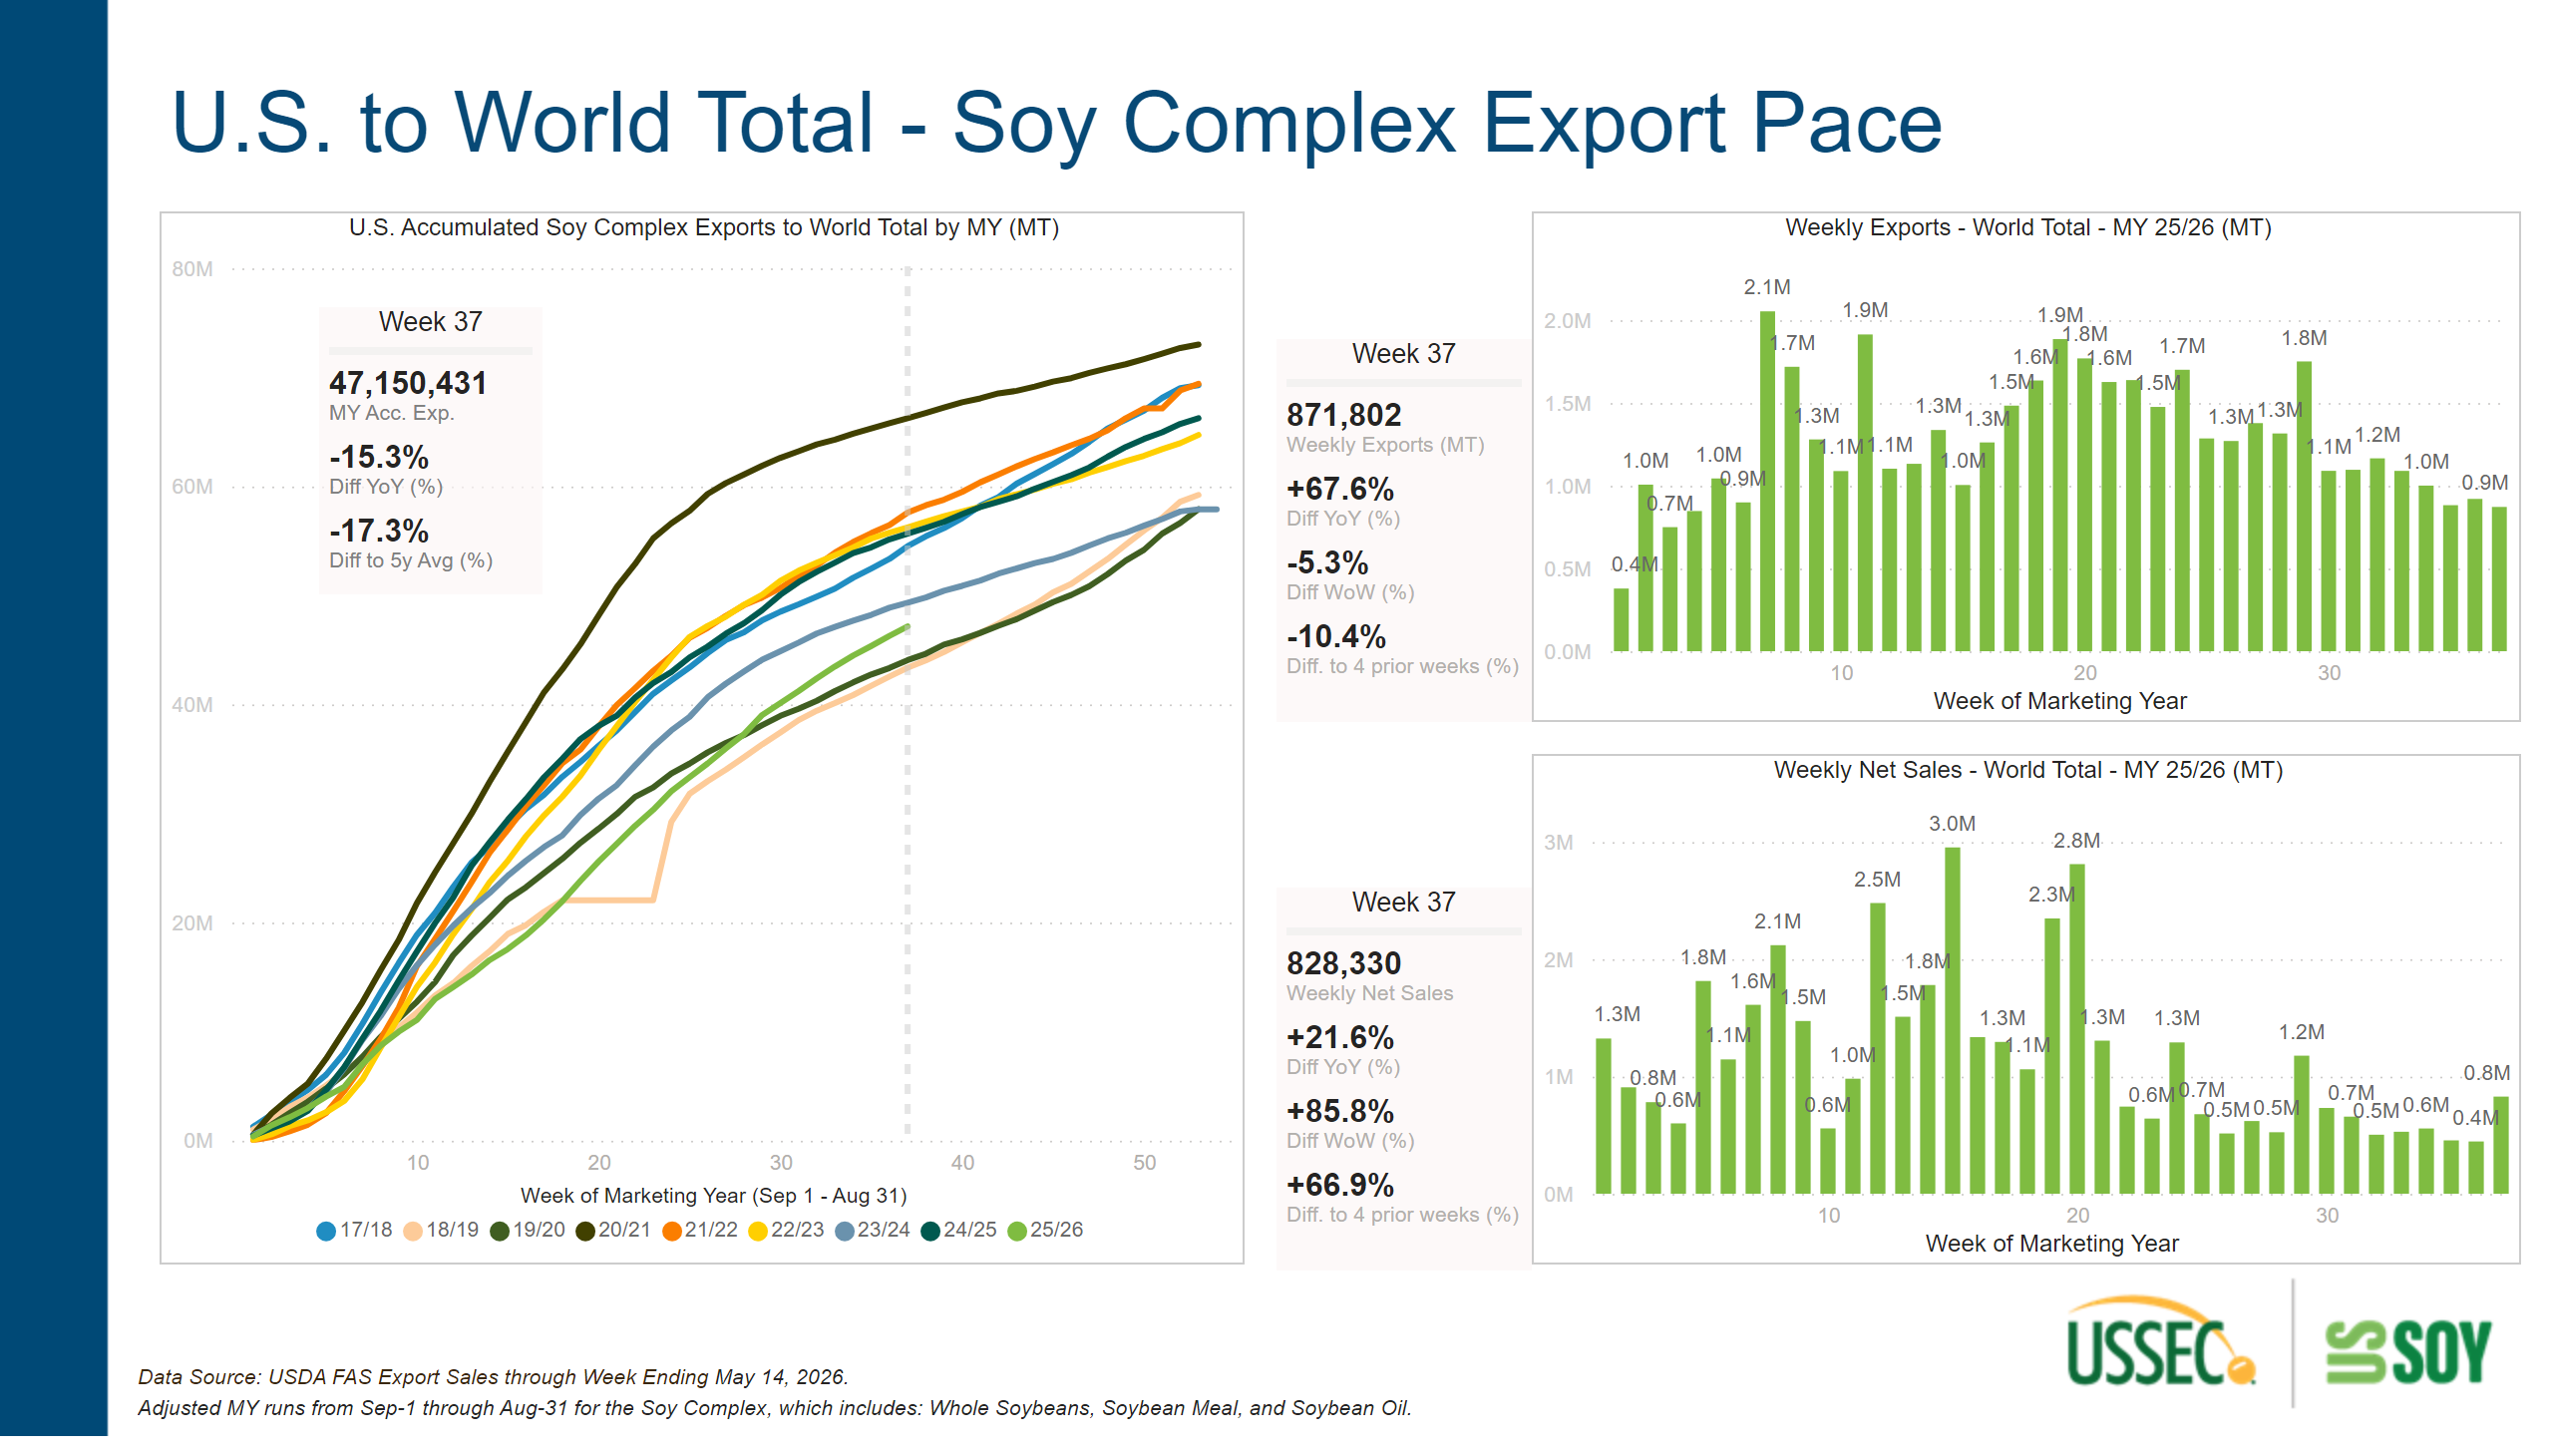 U.S. to World Total - Soy Complex Export Pace
U.S. Accumulated Soy Complex Exports to World Total by MY (MT)
80M
60M
40M
20M
0M
Week 37
47,150,431
MY Acc. Exp.
-15.3%
Diff YoY (%)
-17.3%
Diff to 5y Avg (%)
10 20 30 40 50
Week of Marketing Year (Sep 1 - Aug 31)
17/18 18/19 19/20 20/21 21/22 22/23 23/24 24/25 25/26
Week 37
871,802
Weekly Exports (MT)
+67.6%
Diff YoY (%)
-5.3%
Diff WoW (%)
-10.4%
Diff. to 4 prior weeks (%)
Weekly Exports - World Total - MY 25/26 (MT)
2.0M
1.5M
1.0M
0.5M
0.0M
0.4M 1.0M 0.7M 1.0M 0.9M 2.1M 1.7M 1.3M 1.1M 1.9M 1.1M 1.3M 1.0M 1.3M 1.5M 1.6M 1.9M 1.8M 1.6M 1.5M 1.7M 1.3M 1.3M 1.8M 1.1M 1.2M 1.0M 0.9M
10 20 30
Week of Marketing Year
Week 37
828,330
Weekly Net Sales
+21.6%
Diff YoY (%)
+85.8%
Diff WoW (%)
+66.9%
Diff. to 4 prior weeks (%)
Weekly Net Sales - World Total - MY 25/26 (MT)
3M
2M
1M
0M
1.3M 0.8M 0.6M 1.8M 1.1M 1.6M 2.1M 1.5M 0.6M 1.0M 2.5M 1.5M 1.8M 3.0M 1.3M 1.1M 2.3M 2.8M 1.3M 0.6M 1.3M 0.7M 0.5M 0.5M 1.2M 0.7M 0.5M 0.6M 0.4M 0.8M
10 20 30
Week of Marketing Year
USSEC
US SOY
Data Source: USDA FAS Export Sales through Week Ending May 14, 2026.
Adjusted MY runs from Sep-1 through Aug-31 for the Soy Complex, which includes: Whole Soybeans, Soybean Meal, and Soybean Oil.